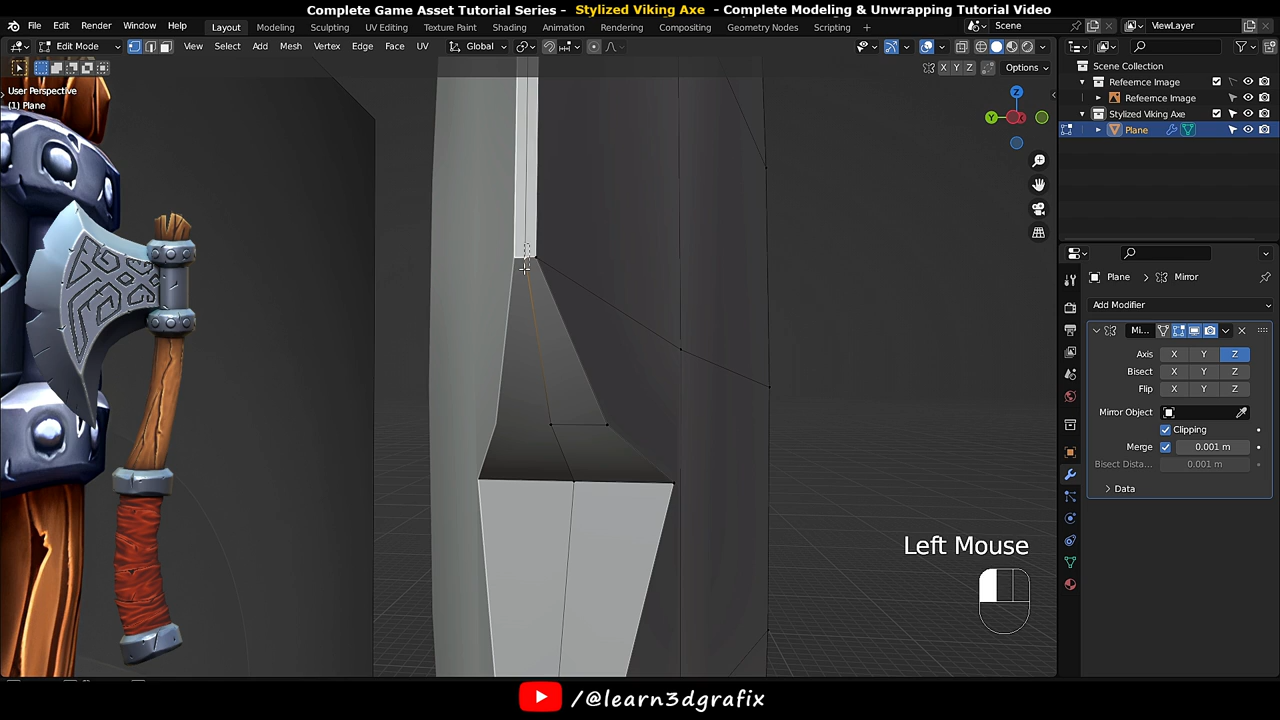 Complete Game Asset Tutorial Series - Stylized Viking Axe - Complete Modeling & Unwrapping Tutorial Video
File Edit Render Window Help Layout Modeling Sculpting UV Editing Texture Paint Shading Animation Rendering Compositing Geometry Nodes Scripting Scene ViewLayer
Edit Mode View Select Add Mesh Vertex Edge Face UV Global
X Y Z Options
User Perspective
(1) Plane
Z
Y
X
Scene Collection
Refeemce Image
Refeemce Image
Stylized Viking Axe
Plane
Plane > Mirror
Add Modifier
Mi...
Axis X Y Z
Bisect X Y Z
Flip X Y Z
Mirror Object
Clipping
Merge 0.001 m
Bisect Dista... 0.001 m
Data
Left Mouse
/@learn3dgrafix